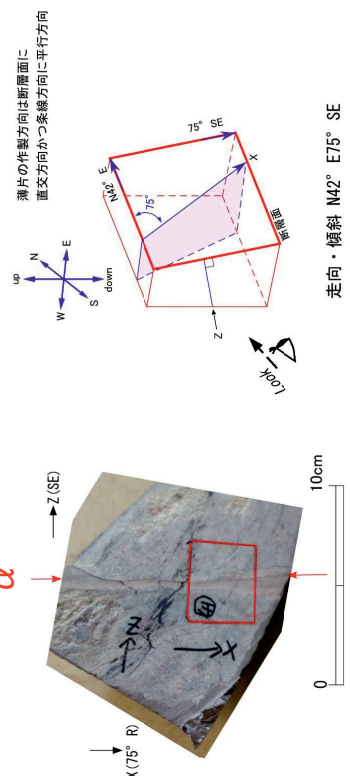 薄片の作製方向は断層面に
直交方向かつ条線方向に平行方向
up
N
E
W
S
down
N42° E
75°
75° SE
X
断層面
Z
Look
走向・傾斜 N42° E75° SE
α
Z(SE)
X(75° R)
Z
X
10cm
0